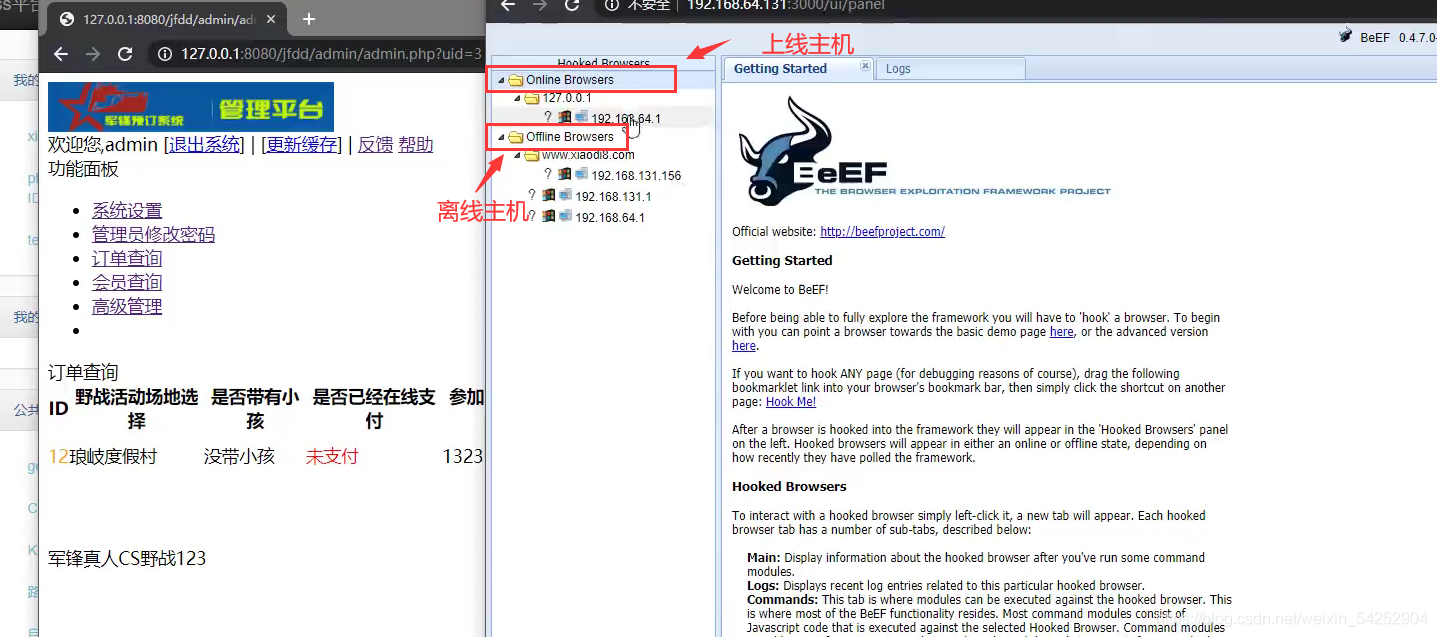 ss平台
127.0.0.1:8080/jfdd/admin/ad
127.0.0.1:8080/jfdd/admin/admin.php?uid=3
我的
xi
ID
te
我的
公共
ge
C
K
路
自
军锋预订系统 管理平台
欢迎您,admin [退出系统] | [更新缓存] | 反馈 帮助
功能面板
系统设置
管理员修改密码
订单查询
会员查询
高级管理
订单查询
ID 野战活动场地选择 是否带有小孩 是否已经在线支付 参加
12琅岐度假村 没带小孩 未支付 1323
军锋真人CS野战123
不安全 | 192.168.64.131:3000/ui/panel
BeEF 0.4.7.0-
上线主机
离线主机
Hooked Browsers
Online Browsers
127.0.0.1
? 192.168.64.1
Offline Browsers
www.xiaodi8.com
? 192.168.131.156
? 192.168.131.1
? 192.168.64.1
Getting Started
Logs
BeEF
THE BROWSER EXPLOITATION FRAMEWORK PROJECT
Official website: http://beefproject.com/
Getting Started
Welcome to BeEF!
Before being able to fully explore the framework you will have to 'hook' a browser. To begin
with you can point a browser towards the basic demo page here, or the advanced version
here.
If you want to hook ANY page (for debugging reasons of course), drag the following
bookmarklet link into your browser's bookmark bar, then simply click the shortcut on another
page: Hook Me!
After a browser is hooked into the framework they will appear in the 'Hooked Browsers' panel
on the left. Hooked browsers will appear in either an online or offline state, depending on
how recently they have polled the framework.
Hooked Browsers
To interact with a hooked browser simply left-click it, a new tab will appear. Each hooked
browser tab has a number of sub-tabs, described below:
Main: Display information about the hooked browser after you've run some command
modules.
Logs: Displays recent log entries related to this particular hooked browser.
Commands: This tab is where modules can be executed against the hooked browser. This
is where most of the BeEF functionality resides. Most command modules consist of
Javascript code that is executed against the selected Hooked Browser. Command modules
https://blog.csdn.net/weixin_54252904